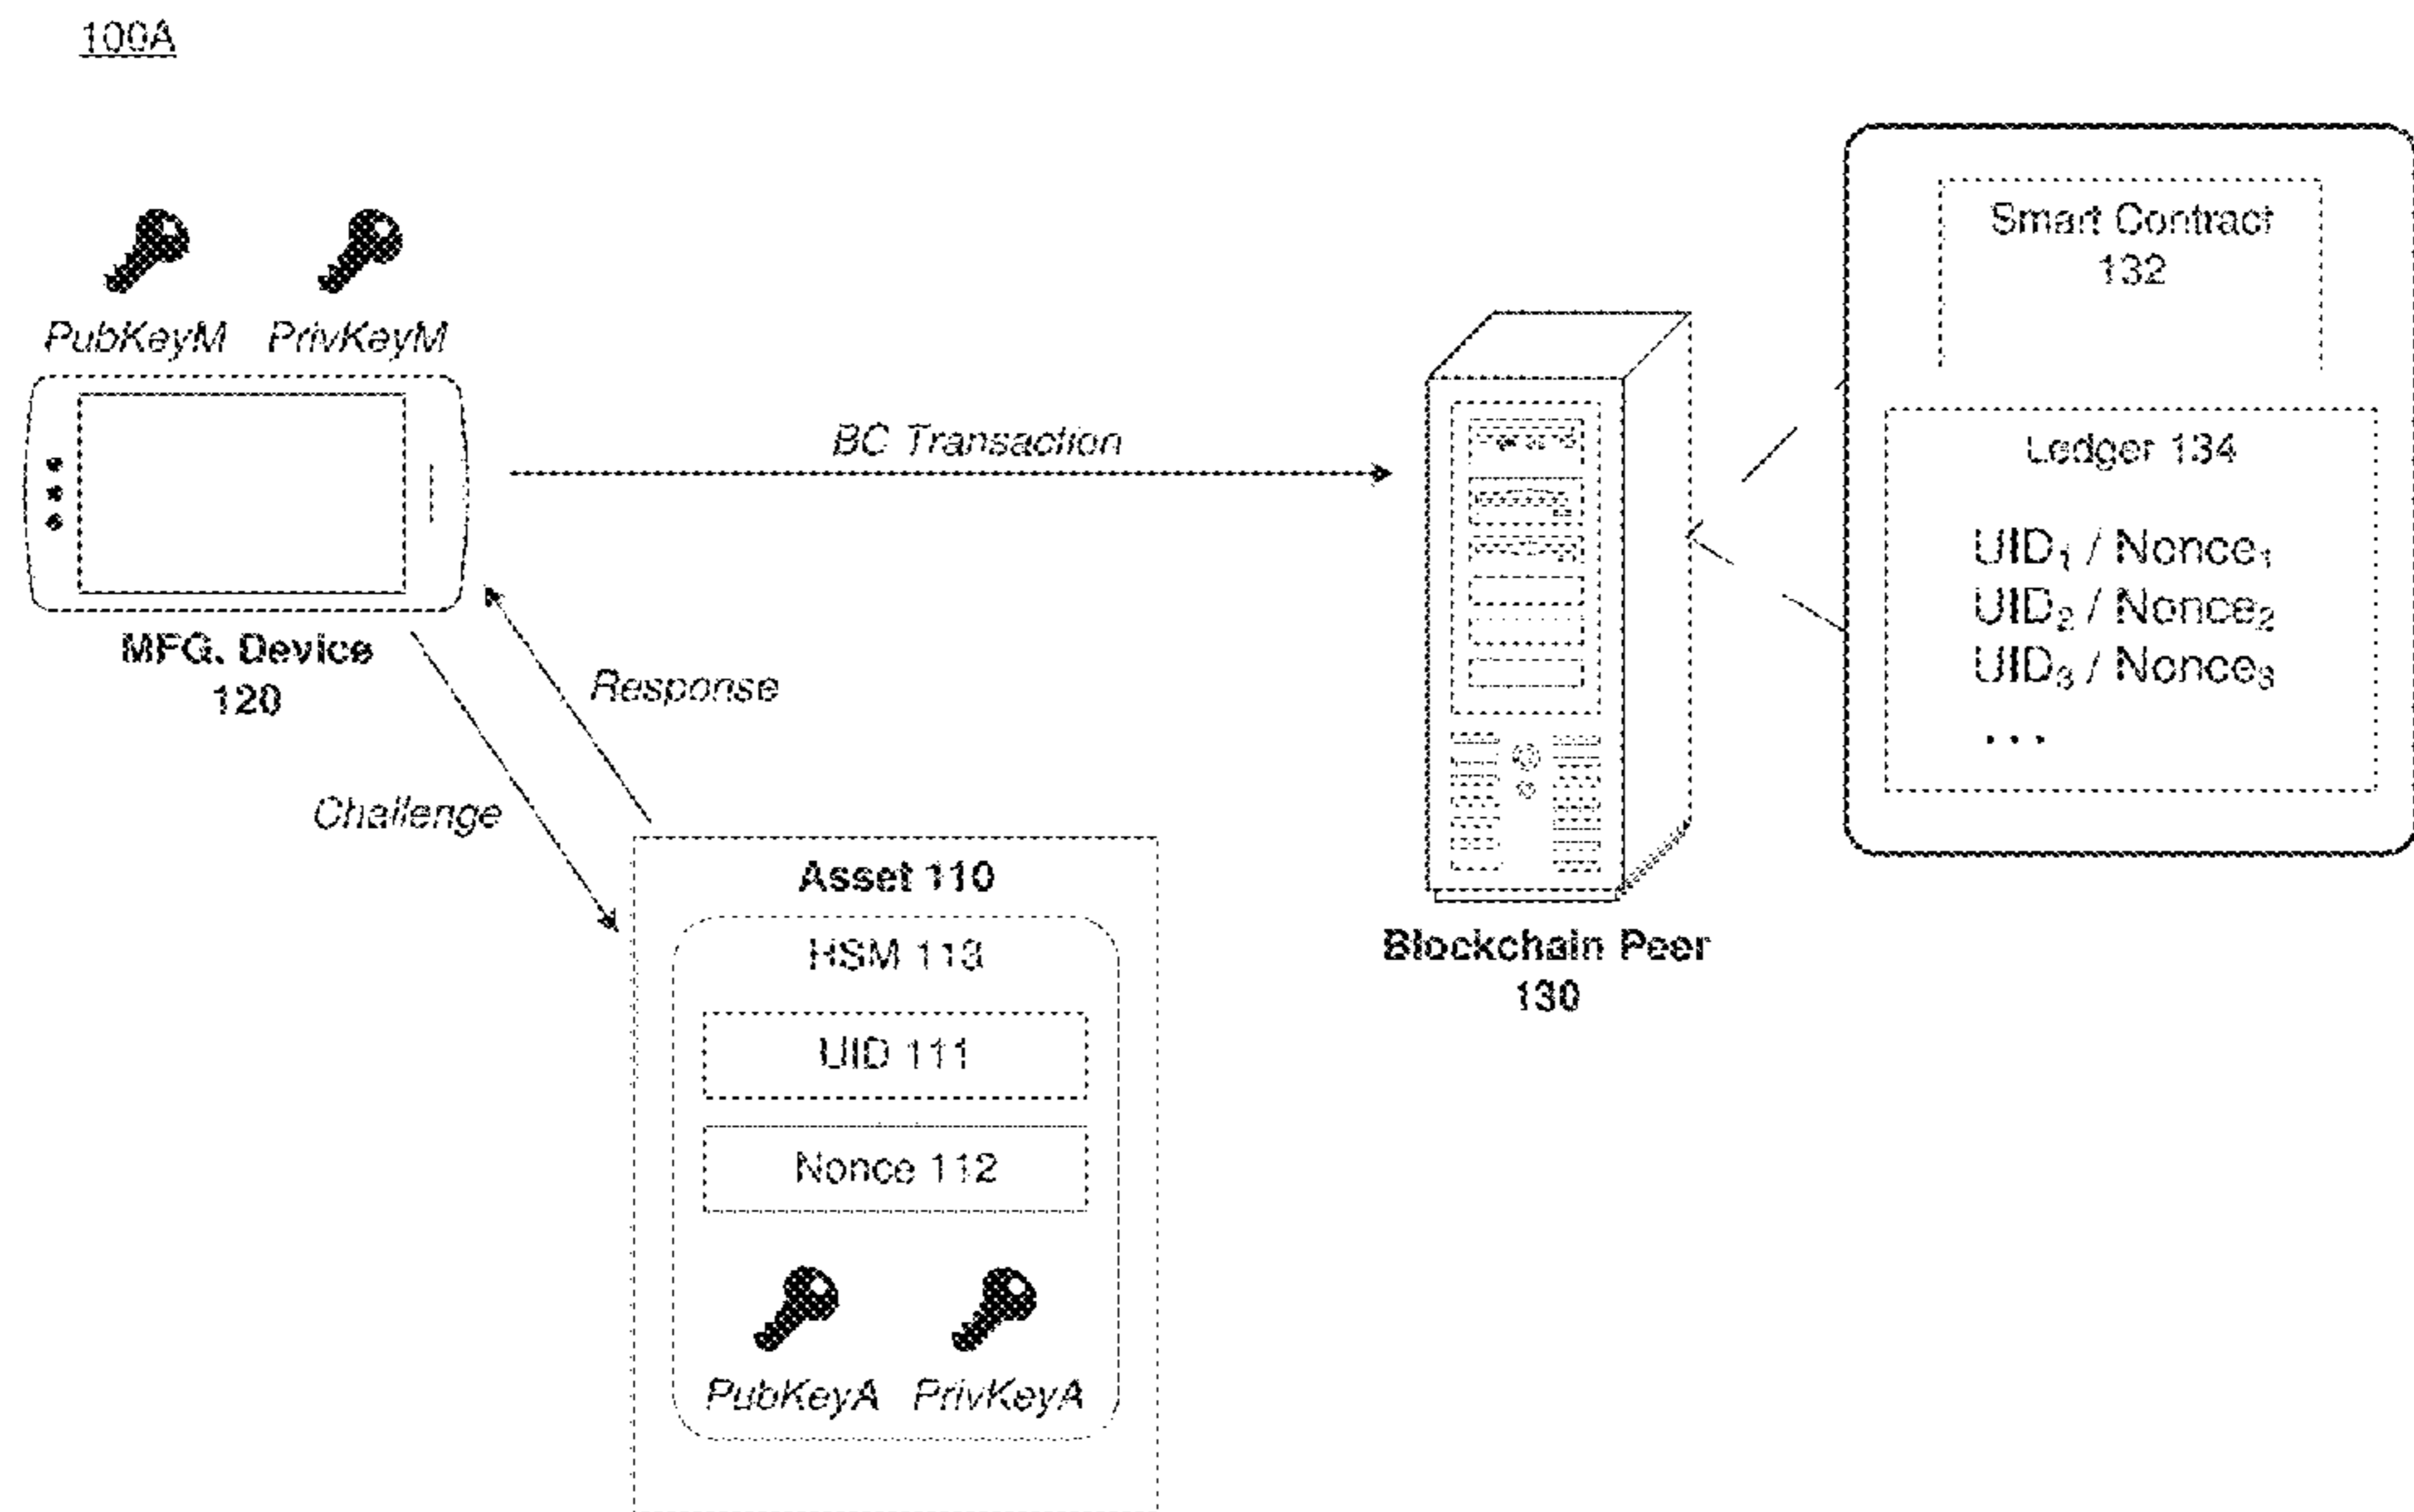 100A
PubKeyM PrivKeyM
MFG. Device
120
BC Transaction
Response
Challenge
Asset 110
HSM 113
UID 111
Nonce 112
PubKeyA PrivKeyA
Blockchain Peer
130
Smart Contract
132
Ledger 134
UID₁ / Nonce₁
UID₂ / Nonce₂
UID₃ / Nonce₃
...